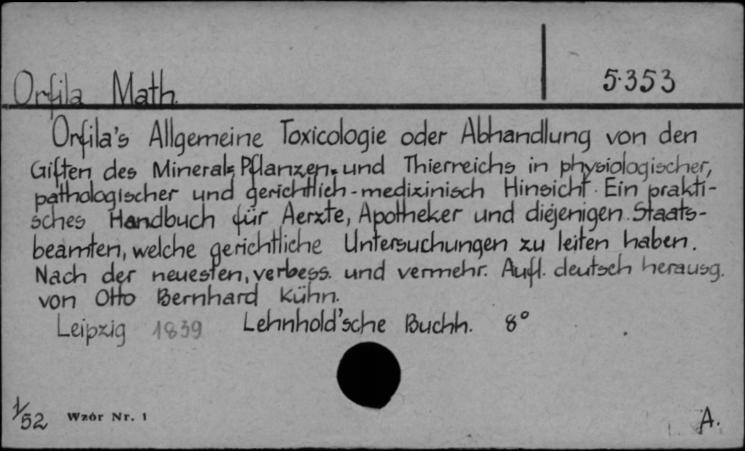 5.353
Orfila Math.
Orfila's Allgemeine Toxicologie oder Abhandlung von den
Giften des Mineral- Pflanzen- und Thierreichs in physiologischer,
pathologischer und gerichtlich-medizinisch Hinsicht. Ein prakti-
sches Handbuch für Aerzte, Apotheker und diejenigen Staats-
beamten, welche gerichtliche Untersuchungen zu leiten haben.
Nach der neuesten, verbess. und vermehr. Aufl. deutsch herausg.
von Otto Bernhard Kühn.
Leipzig 1839 Lehnhold'sche Buchh. 8°
1/52 Wzór Nr. 1 A.